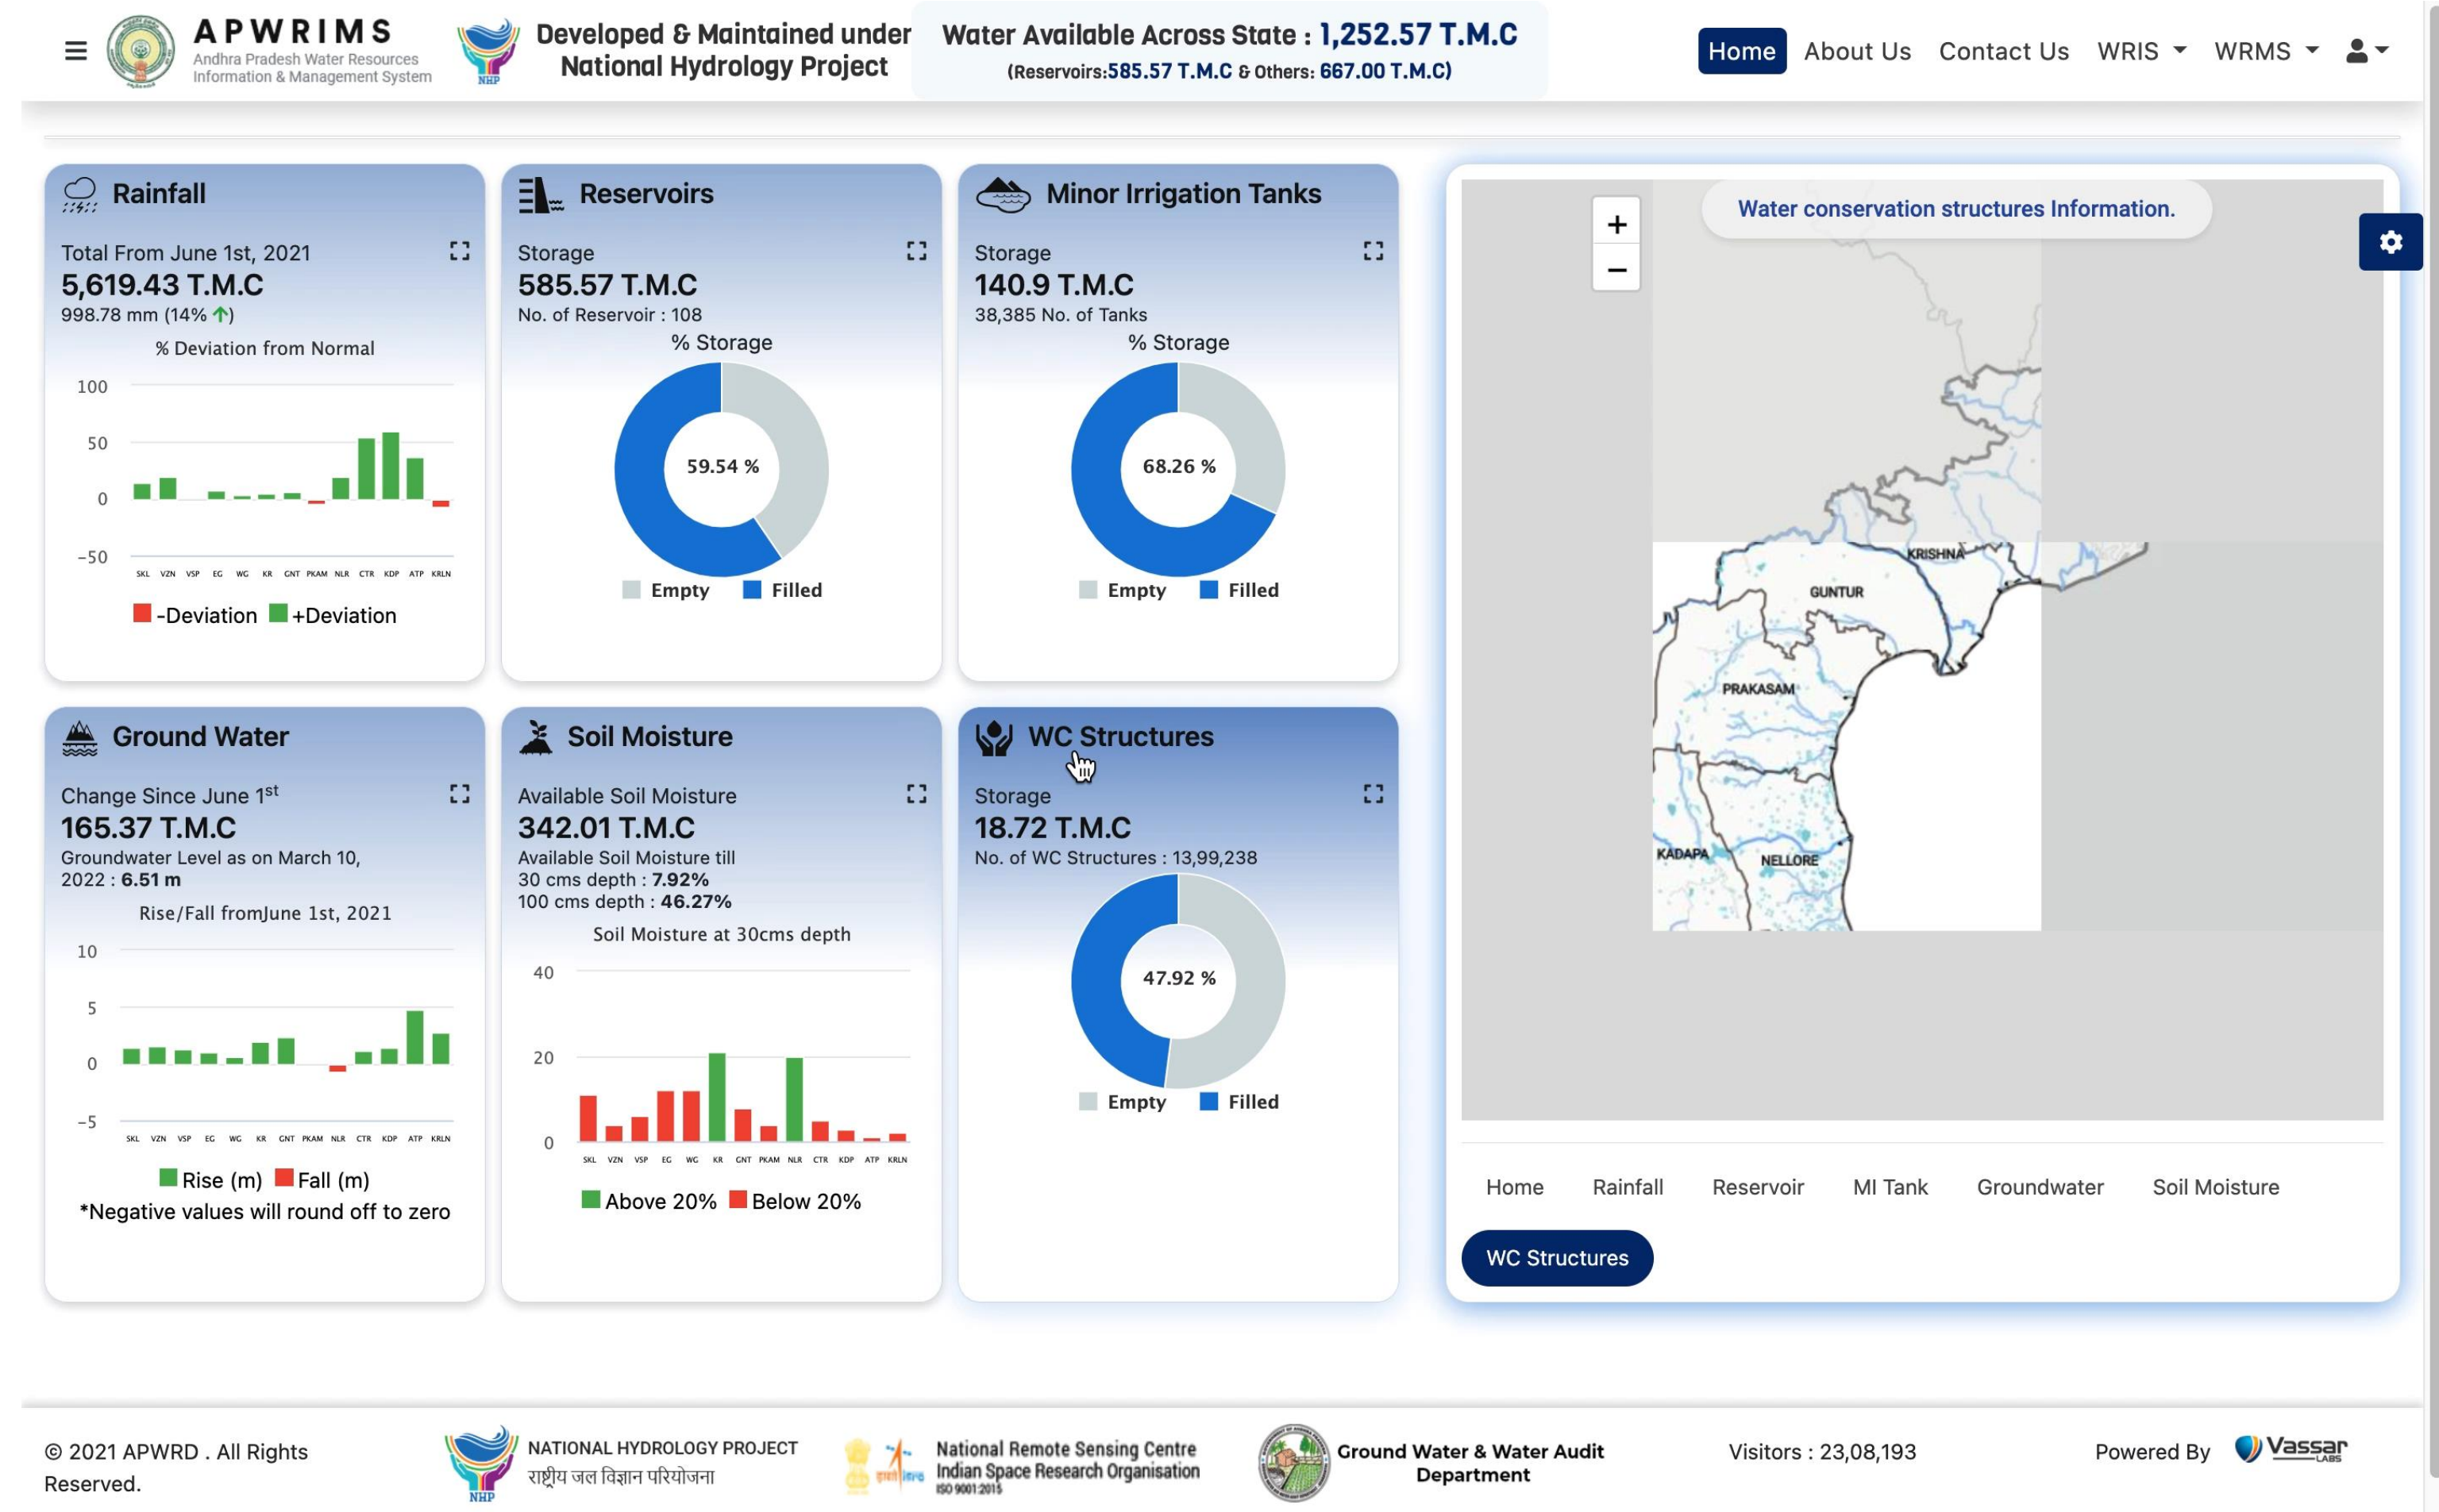 APWRIMS
Andhra Pradesh Water Resources
Information & Management System
NHP
Developed & Maintained under
National Hydrology Project
Water Available Across State : 1,252.57 T.M.C
(Reservoirs:585.57 T.M.C & Others: 667.00 T.M.C)
Home About Us Contact Us WRIS WRMS
Rainfall
Total From June 1st, 2021
5,619.43 T.M.C
998.78 mm (14% ↑)
% Deviation from Normal
100
50
0
-50
SKL VZN VSP EG WG KR GNT PKAM NLR CTR KDP ATP KRLN
-Deviation +Deviation
Reservoirs
Storage
585.57 T.M.C
No. of Reservoir : 108
% Storage
59.54 %
Empty Filled
Minor Irrigation Tanks
Storage
140.9 T.M.C
38,385 No. of Tanks
% Storage
68.26 %
Empty Filled
Ground Water
Change Since June 1st
165.37 T.M.C
Groundwater Level as on March 10,
2022 : 6.51 m
Rise/Fall fromJune 1st, 2021
10
5
0
-5
SKL VZN VSP EG WG KR GNT PKAM NLR CTR KDP ATP KRLN
Rise (m) Fall (m)
*Negative values will round off to zero
Soil Moisture
Available Soil Moisture
342.01 T.M.C
Available Soil Moisture till
30 cms depth : 7.92%
100 cms depth : 46.27%
Soil Moisture at 30cms depth
40
20
0
SKL VZN VSP EG WG KR GNT PKAM NLR CTR KDP ATP KRLN
Above 20% Below 20%
WC Structures
Storage
18.72 T.M.C
No. of WC Structures : 13,99,238
47.92 %
Empty Filled
+
−
Water conservation structures Information.
KRISHNA
GUNTUR
PRAKASAM
KADAPA
NELLORE
Home Rainfall Reservoir MI Tank Groundwater Soil Moisture
WC Structures
© 2021 APWRD . All Rights
Reserved.
NHP
NATIONAL HYDROLOGY PROJECT
राष्ट्रीय जल विज्ञान परियोजना
इसरो isro
National Remote Sensing Centre
Indian Space Research Organisation
ISO 9001:2015
Ground Water & Water Audit
Department
Visitors : 23,08,193
Powered By
Vassar
LABS